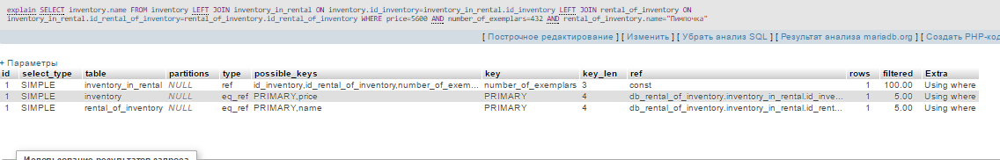 explain SELECT inventory.name FROM inventory LEFT JOIN inventory_in_rental ON inventory.id_inventory=inventory_in_rental.id_inventory LEFT JOIN rental_of_inventory ON
inventory_in_rental.id_rental_of_inventory=rental_of_inventory.id_rental_of_inventory WHERE price=5600 AND number_of_exemplars=432 AND rental_of_inventory.name="Пимпочка"
[ Построчное редактирование ] [ Изменить ] [ Убрать анализ SQL ] [ Результат анализа mariadb.org ] [ Создать PHP-код
+ Параметры
id select_type table partitions type possible_keys key key_len ref rows filtered Extra
1 SIMPLE inventory_in_rental NULL ref id_inventory,id_rental_of_inventory,number_of_exem... number_of_exemplars 3 const 1 100.00 Using where
1 SIMPLE inventory NULL eq_ref PRIMARY,price PRIMARY 4 db_rental_of_inventory.inventory_in_rental.id_inve... 1 5.00 Using where
1 SIMPLE rental_of_inventory NULL eq_ref PRIMARY,name PRIMARY 4 db_rental_of_inventory.inventory_in_rental.id_rent... 1 5.00 Using where
Использование результатов запроса